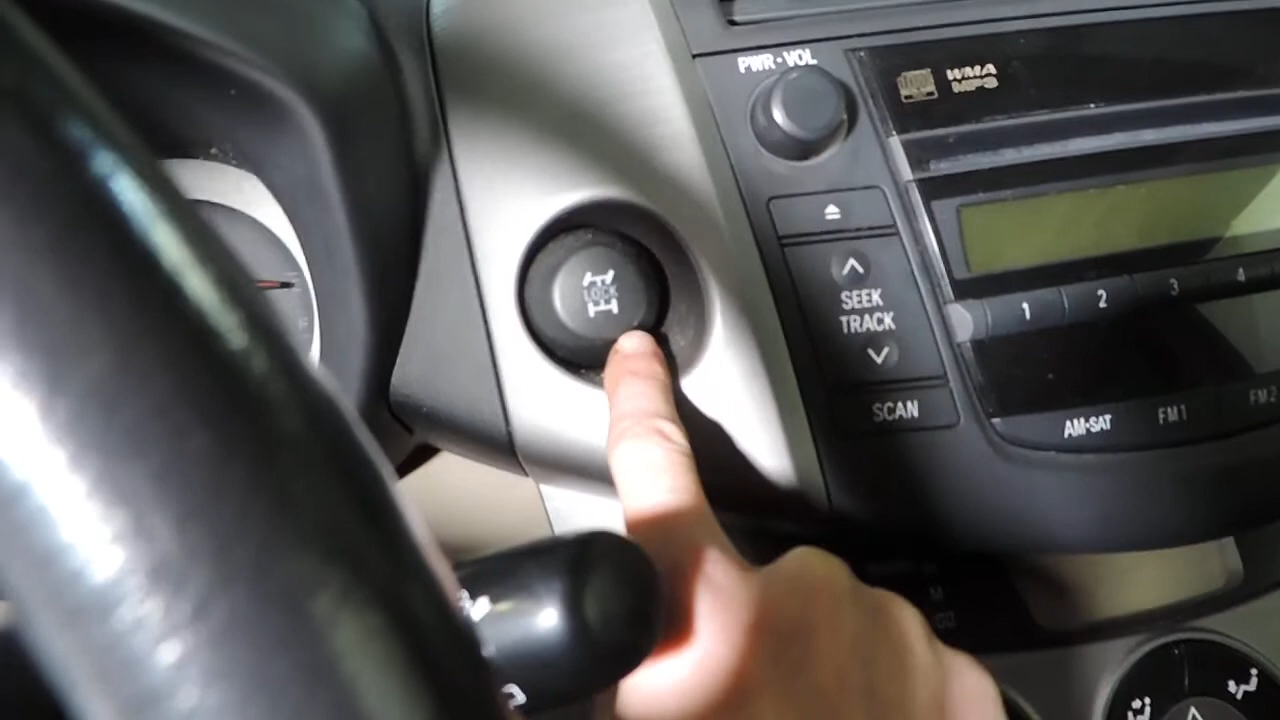 PWR·VOL
WMA
MP3
LOCK
SEEK
TRACK
1
2
3
4
SCAN
AM·SAT
FM1
FM2